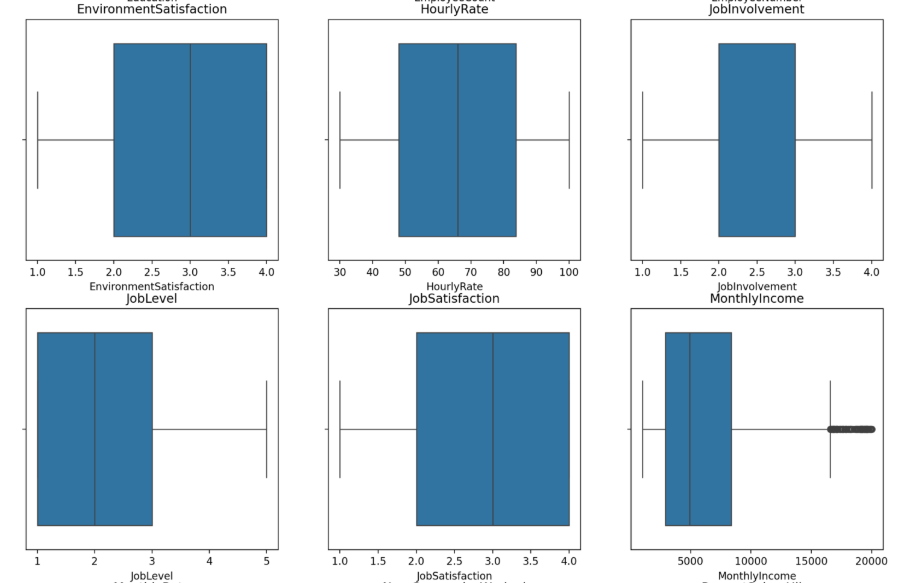 EnvironmentSatisfaction
HourlyRate
JobInvolvement
1.0 1.5 2.0 2.5 3.0 3.5 4.0
30 40 50 60 70 80 90 100
1.0 1.5 2.0 2.5 3.0 3.5 4.0
EnvironmentSatisfaction
HourlyRate
JobInvolvement
JobLevel
JobSatisfaction
MonthlyIncome
1 2 3 4 5
1.0 1.5 2.0 2.5 3.0 3.5 4.0
5000 10000 15000 20000
JobLevel
JobSatisfaction
MonthlyIncome